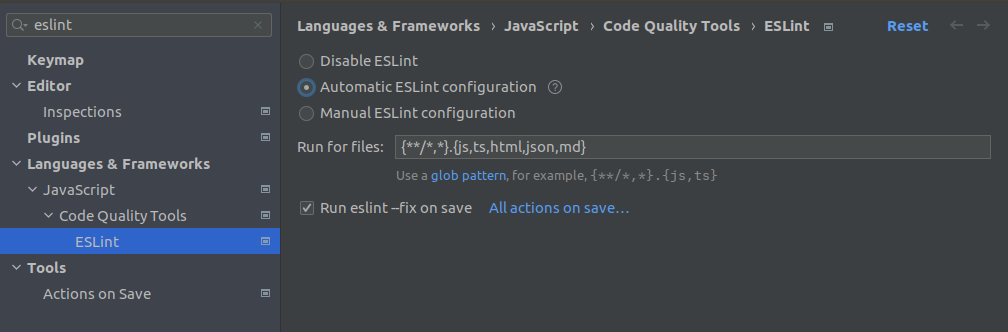 eslint
Keymap
Editor
Inspections
Plugins
Languages & Frameworks
JavaScript
Code Quality Tools
ESLint
Tools
Actions on Save
Languages & Frameworks › JavaScript › Code Quality Tools › ESLint Reset
Disable ESLint
Automatic ESLint configuration ?
Manual ESLint configuration
Run for files: {**/*,*}.{js,ts,html,json,md}
Use a glob pattern, for example, {**/*,*}.{js,ts}
Run eslint --fix on save All actions on save...